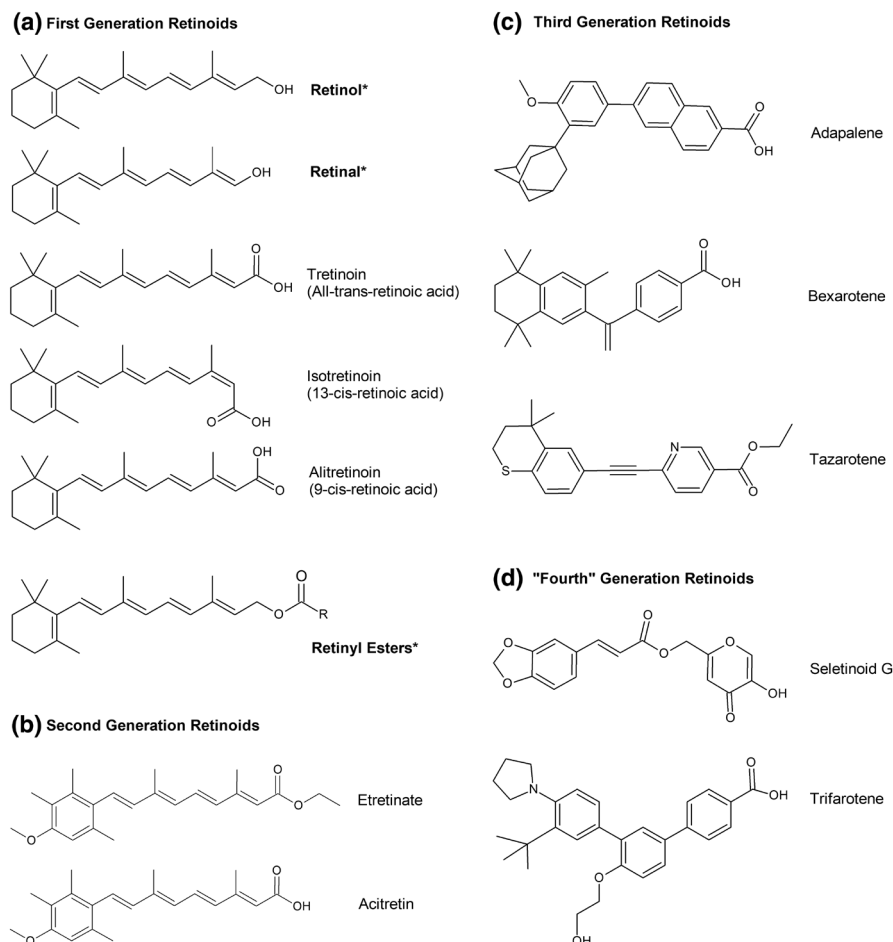 (a) First Generation Retinoids
OH
Retinol*
OH
Retinal*
O
OH
Tretinoin
(All-trans-retinoic acid)
O
OH
Isotretinoin
(13-cis-retinoic acid)
OH
O
Alitretinoin
(9-cis-retinoic acid)
O
O
R
Retinyl Esters*
(b) Second Generation Retinoids
O
O
O
Etretinate
O
OH
O
Acitretin
(c) Third Generation Retinoids
O
O
OH
Adapalene
O
OH
Bexarotene
S
N
O
O
Tazarotene
(d) "Fourth" Generation Retinoids
O
O
O
O
O
O
OH
Seletinoid G
N
O
OH
O
OH
Trifarotene